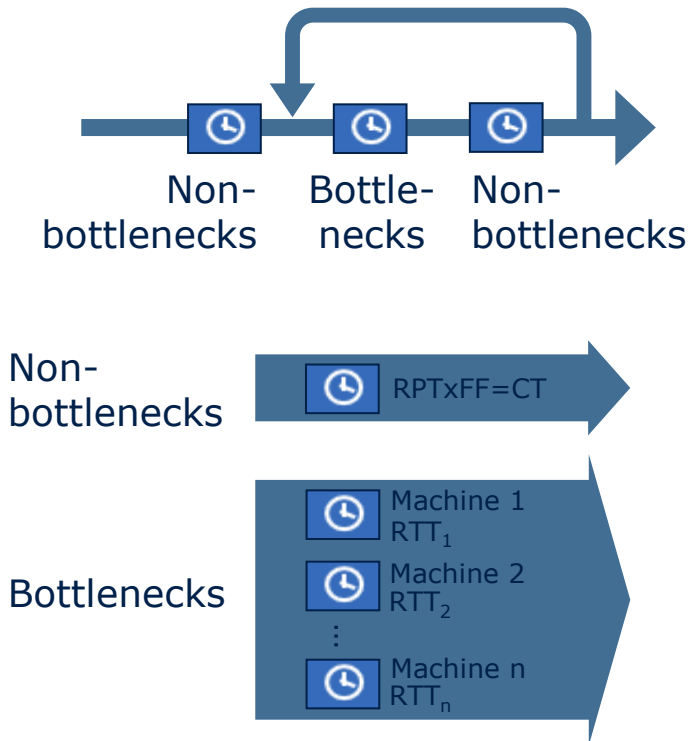 Non-
bottlenecks
Bottle-
necks
Non-
bottlenecks
Non-
bottlenecks
RPTxFF=CT
Bottlenecks
Machine 1
RTT₁
Machine 2
RTT₂
⋮
Machine n
RTTₙ